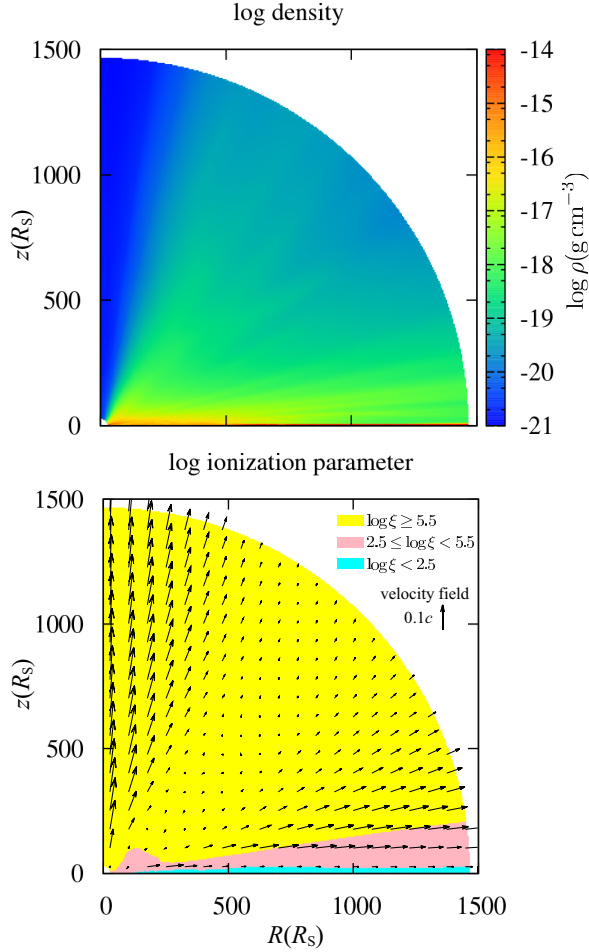 log density
1500
1000
500
0
z(R_S)
-14
-15
-16
-17
-18
-19
-20
-21
log ρ(g cm⁻³)
log ionization parameter
1500
1000
500
0
z(R_S)
log ξ ≥ 5.5
2.5 ≤ log ξ < 5.5
log ξ < 2.5
velocity field
0.1c
0 500 1000 1500
R(R_S)